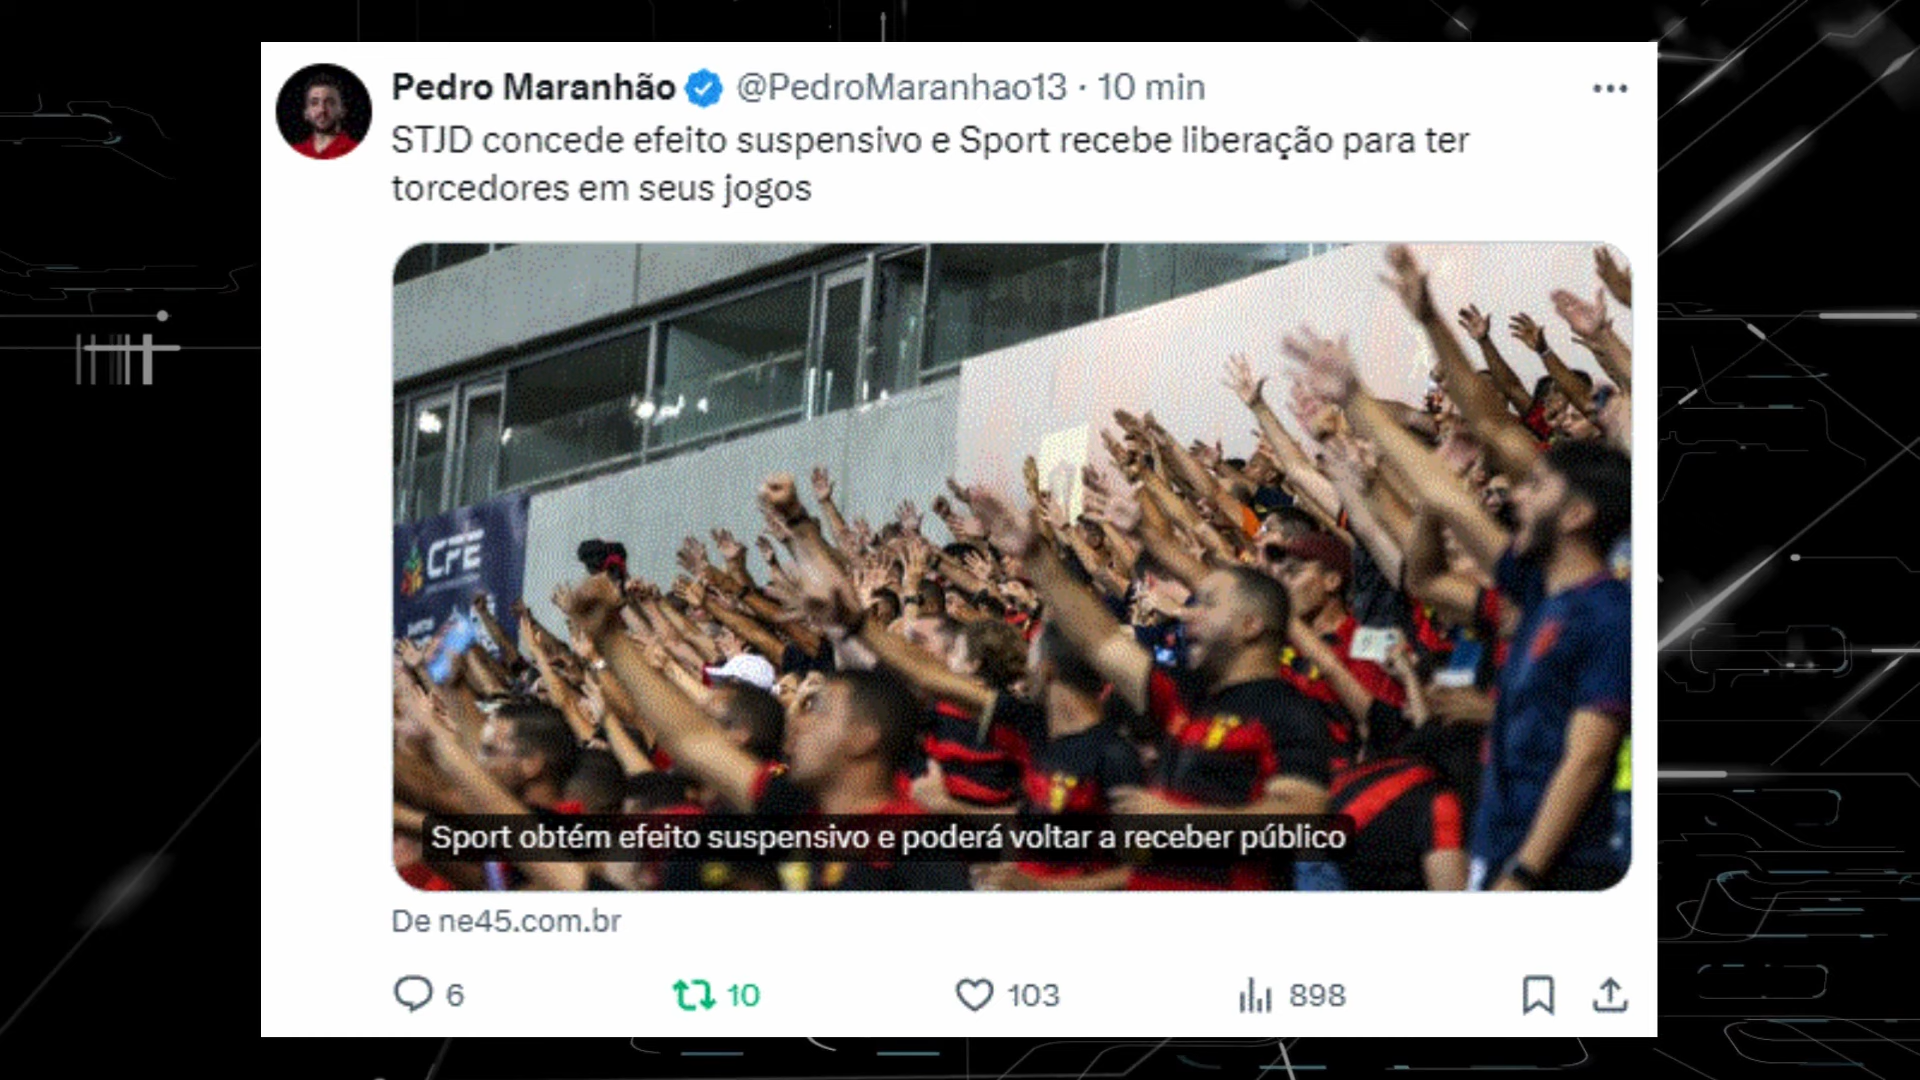 Pedro Maranhão @PedroMaranhao13 · 10 min
STJD concede efeito suspensivo e Sport recebe liberação para ter
torcedores em seus jogos
CFE
Sport obtém efeito suspensivo e poderá voltar a receber público
De ne45.com.br
6 10 103 898